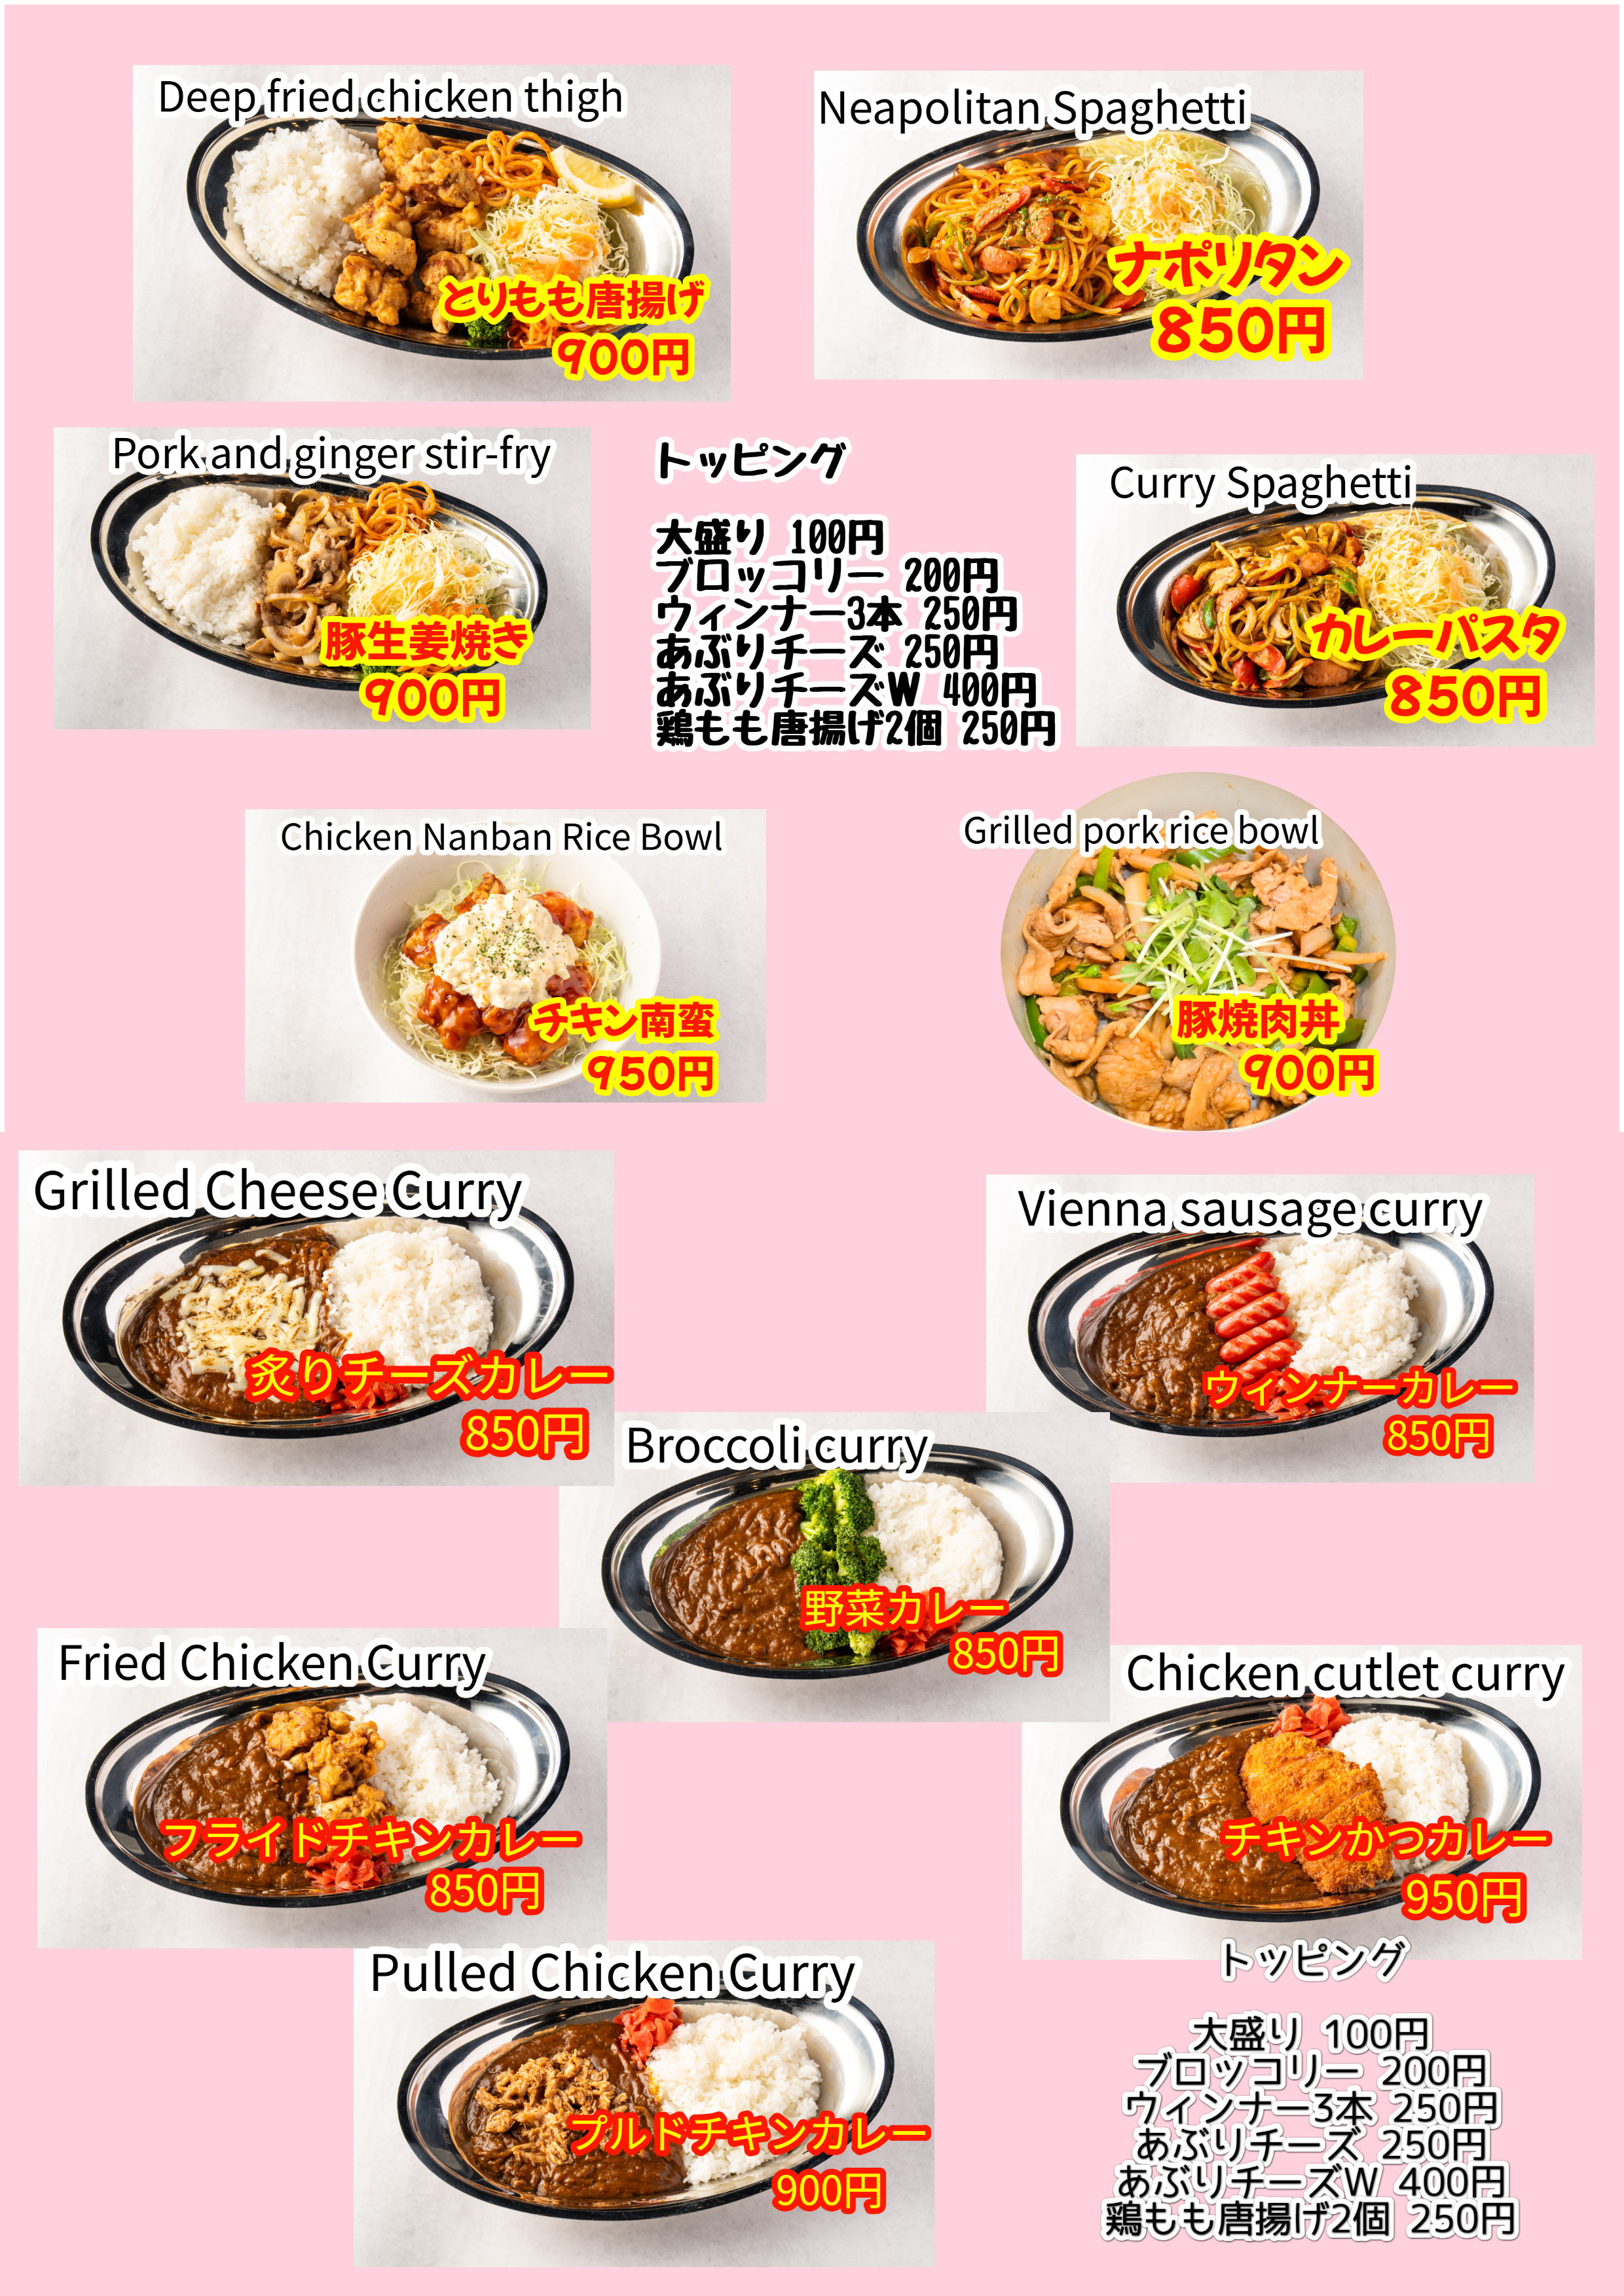 Deep fried chicken thigh
とりもも唐揚げ
900円
Neapolitan Spaghetti
ナポリタン
850円
Pork and ginger stir-fry
豚生姜焼き
900円
トッピング
大盛り 100円
ブロッコリー 200円
ウィンナー3本 250円
あぶりチーズ 250円
あぶりチーズW 400円
鶏もも唐揚げ2個 250円
Curry Spaghetti
カレーパスタ
850円
Chicken Nanban Rice Bowl
チキン南蛮
950円
Grilled pork rice bowl
豚焼肉丼
900円
Grilled Cheese Curry
炙りチーズカレー
850円
Vienna sausage curry
ウィンナーカレー
850円
Broccoli curry
野菜カレー
850円
Fried Chicken Curry
フライドチキンカレー
850円
Chicken cutlet curry
チキンかつカレー
950円
Pulled Chicken Curry
プルドチキンカレー
900円
トッピング
大盛り 100円
ブロッコリー 200円
ウィンナー3本 250円
あぶりチーズ 250円
あぶりチーズW 400円
鶏もも唐揚げ2個 250円